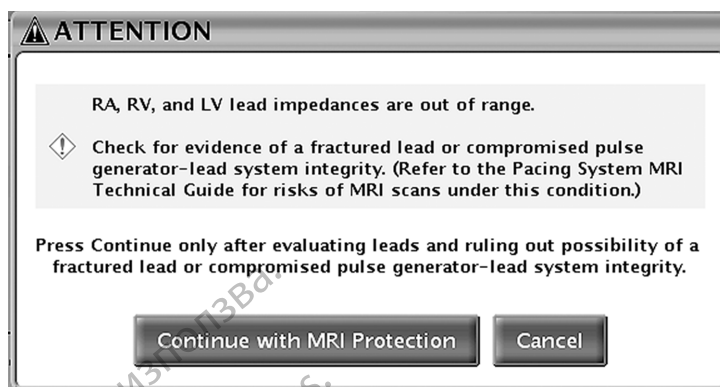 ATTENTION
RA, RV, and LV lead impedances are out of range.
Check for evidence of a fractured lead or compromised pulse
generator-lead system integrity. (Refer to the Pacing System MRI
Technical Guide for risks of MRI scans under this condition.)
Press Continue only after evaluating leads and ruling out possibility of a
fractured lead or compromised pulse generator-lead system integrity.
Continue with MRI Protection
Cancel